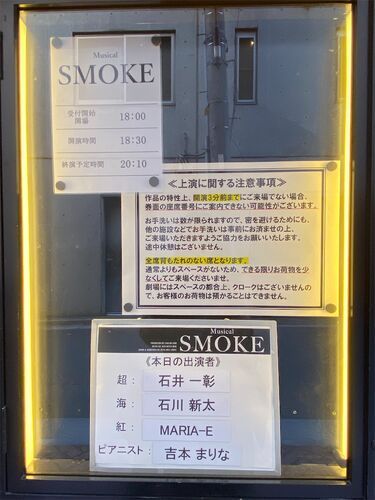 Musical
SMOKE
受付開始
開場 18:00
開演時間 18:30
終演予定時間 20:10
≪上演に関する注意事項≫
作品の特性上、開演3分前までにご来場でない場合、
券面の座席番号にご案内できない可能性がございます。
お手洗いは数が限られますので、密を避けるためにも、
他の施設などでお手洗いは事前にお済ませの上、
ご来場いただきますようご協力をお願いいたします。
途中休憩はございません。
全席背もたれのない席となります。
通常よりもスペースがないため、できる限りお荷物を少
なくしてご来場くださいませ。
劇場にはスペースの都合上、クロークはございませんの
で、お客様のお荷物は預かることはできません。
Musical
SMOKE
≪本日の出演者≫
超： 石井 一彰
海： 石川 新太
紅： MARIA-E
ピアニスト： 吉本 まりな